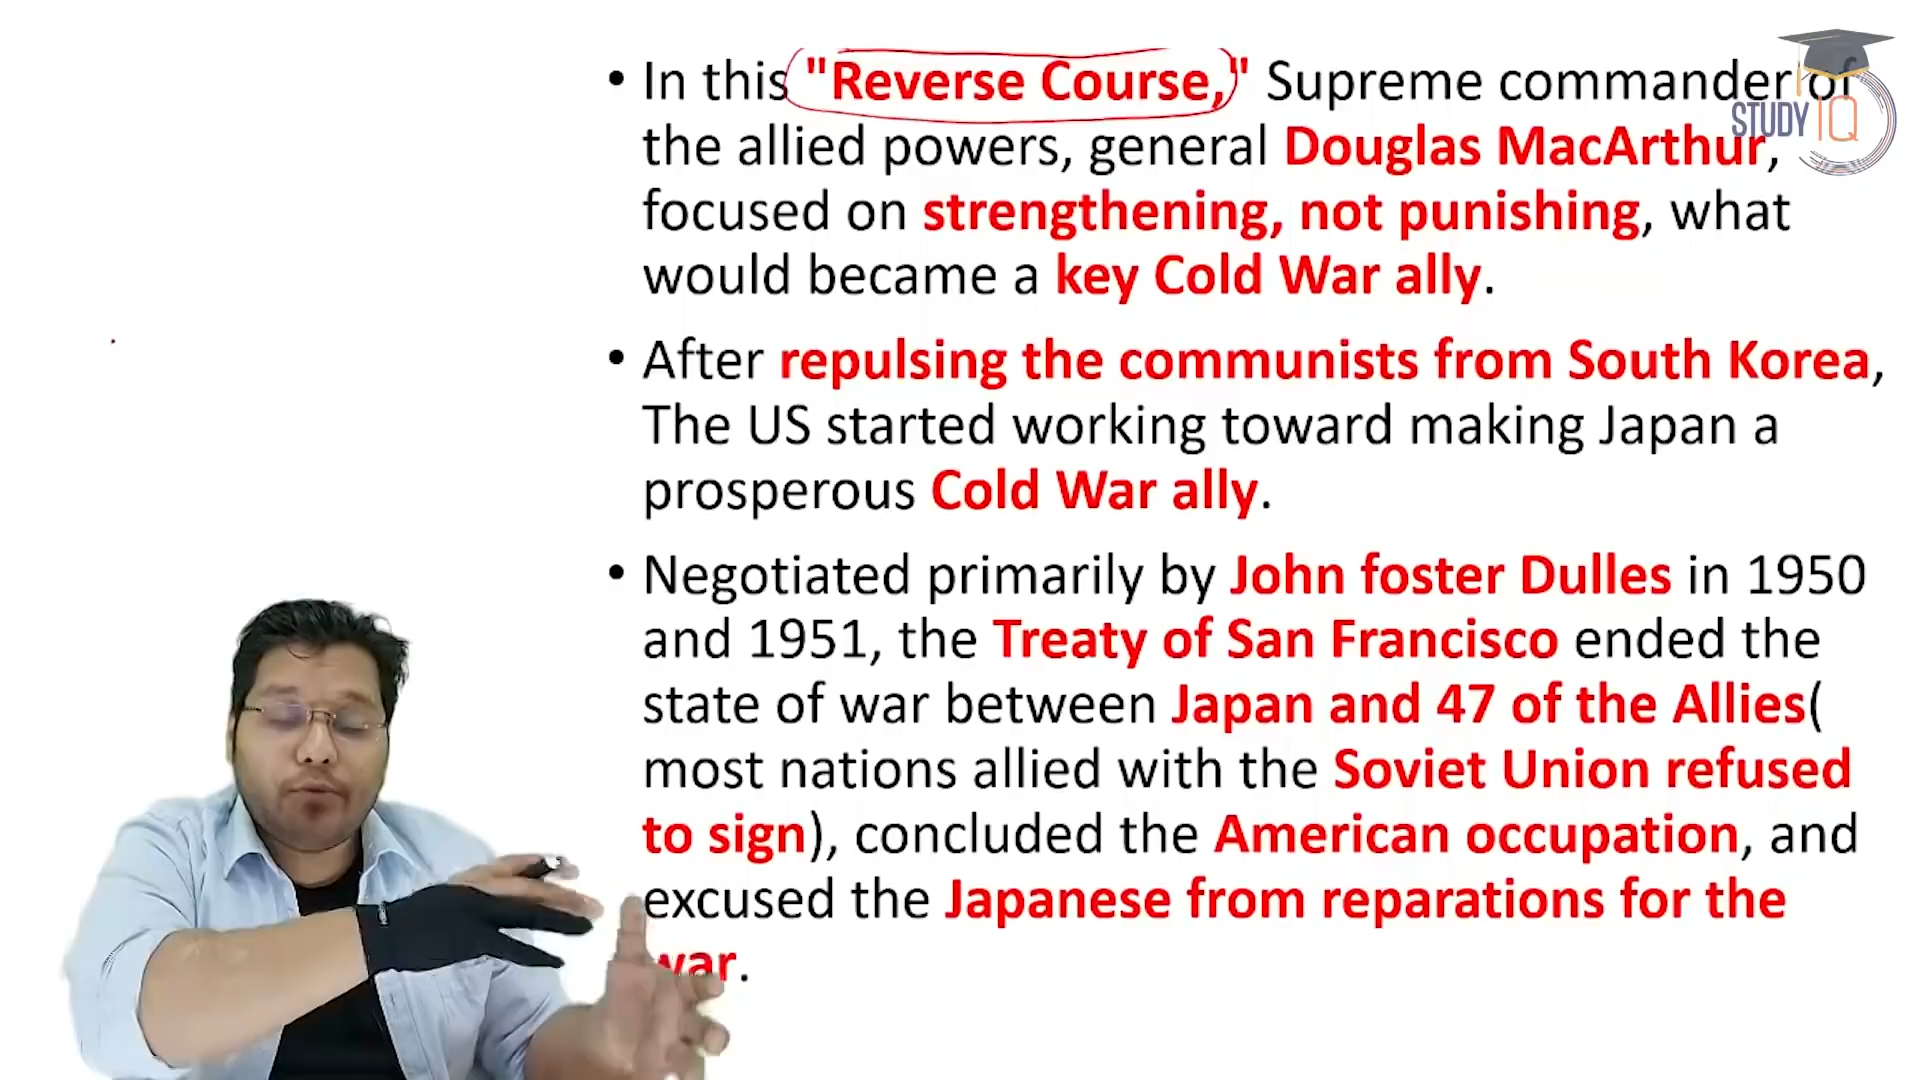 • In this "Reverse Course," Supreme commander of
the allied powers, general Douglas MacArthur,
focused on strengthening, not punishing, what
would became a key Cold War ally.
• After repulsing the communists from South Korea,
The US started working toward making Japan a
prosperous Cold War ally.
• Negotiated primarily by John foster Dulles in 1950
and 1951, the Treaty of San Francisco ended the
state of war between Japan and 47 of the Allies(
most nations allied with the Soviet Union refused
to sign), concluded the American occupation, and
excused the Japanese from reparations for the
war.
STUDY IQ